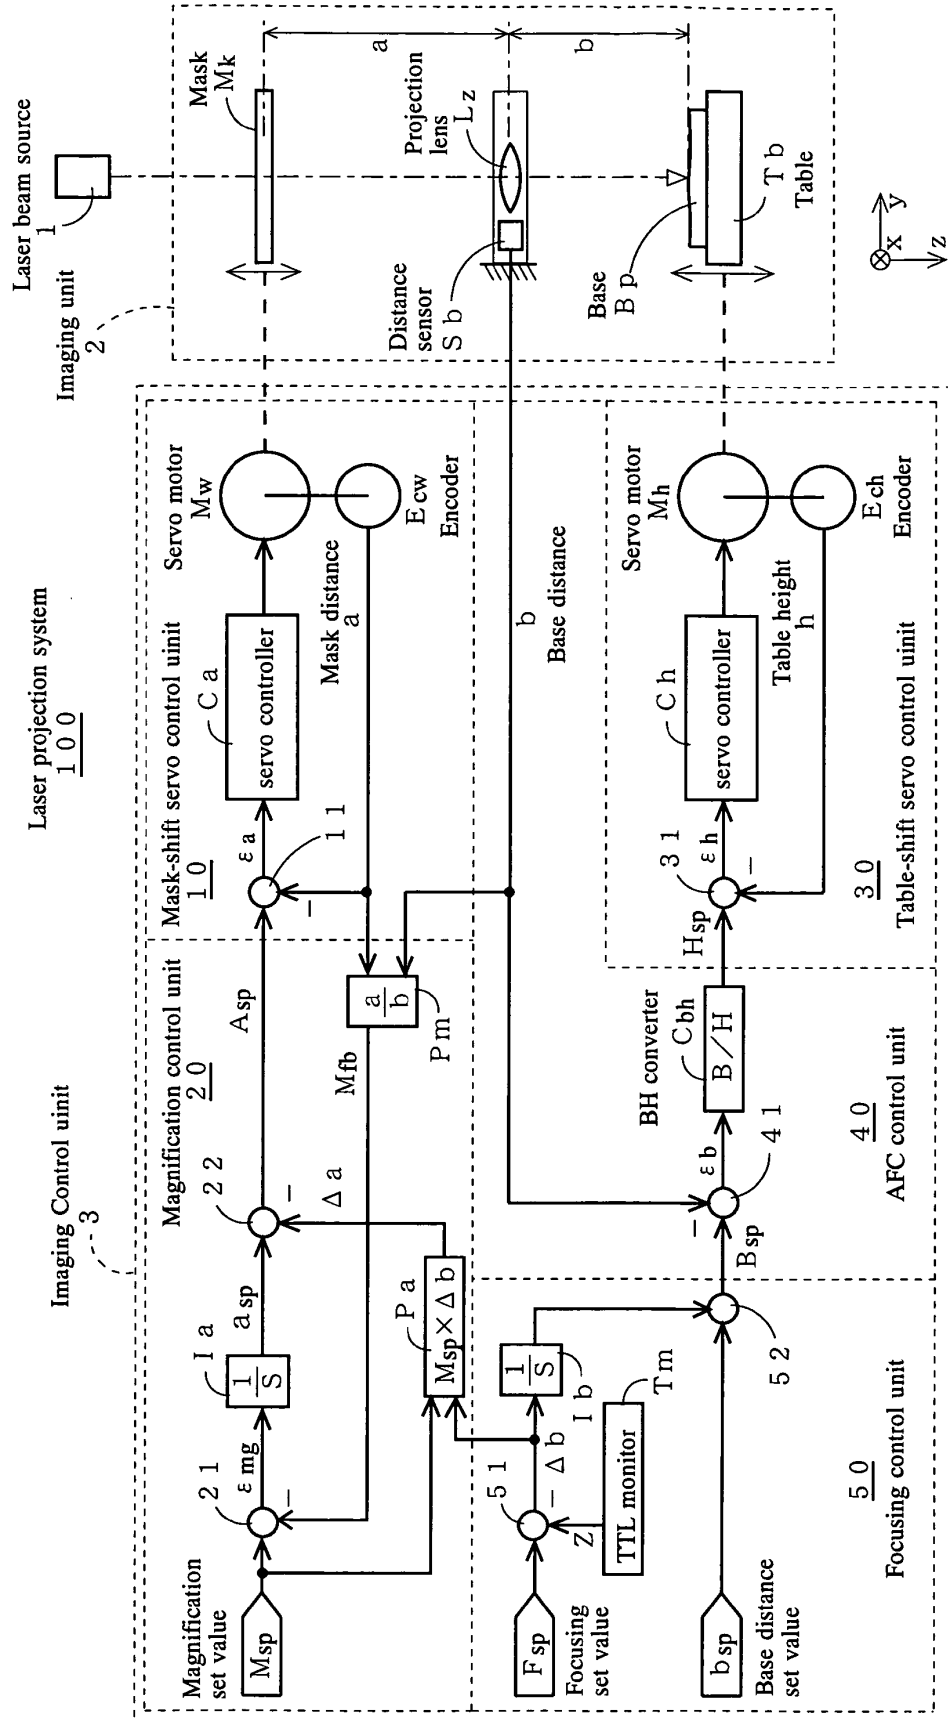 Laser projection system
100
Laser beam source
1
Imaging unit
2
Imaging Control uinit
3
Mask
Mk
a
b
Projection
lens
Lz
Distance
sensor
Sb
Base
Bp
Tb
Table
x
y
z
Magnification control unit
20
Magnification
set value
Msp
21
ε mg
−
1
S
Ia
asp
22
−
Δa
Asp
Mfb
a
b
Pm
Pa
Msp×Δb
Mask-shift servo control uinit
10
11
−
εa
Ca
servo controller
Servo motor
Mw
Ecw
Encoder
Mask distance
a
Base distance
b
Focusing control unit
50
Fsp
Focusing
set value
51
−
Z
TTL monitor
Tm
Δb
1
S
Ib
bsp
Base distance
set value
52
AFC control unit
40
Bsp
−
41
εb
BH converter
Cbh
B/H
Table-shift servo control uinit
30
Hsp
31
−
εh
Ch
servo controller
Servo motor
Mh
Ech
Encoder
Table height
h